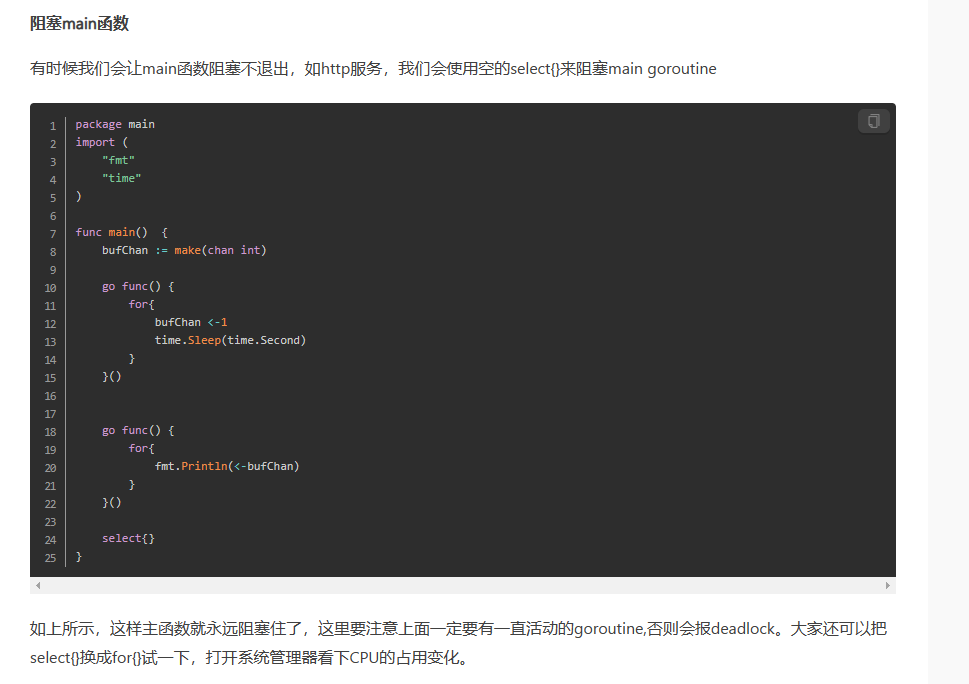 阻塞main函数
有时候我们会让main函数阻塞不退出，如http服务，我们会使用空的select{}来阻塞main goroutine
1 package main
2 import (
3     "fmt"
4     "time"
5 )
6
7 func main()  {
8     bufChan := make(chan int)
9
10     go func() {
11         for{
12             bufChan <-1
13             time.Sleep(time.Second)
14         }
15     }()
16
17
18     go func() {
19         for{
20             fmt.Println(<-bufChan)
21         }
22     }()
23
24     select{}
25 }
如上所示，这样主函数就永远阻塞住了，这里要注意上面一定要有一直活动的goroutine,否则会报deadlock。大家还可以把
select{}换成for{}试一下，打开系统管理器看下CPU的占用变化。